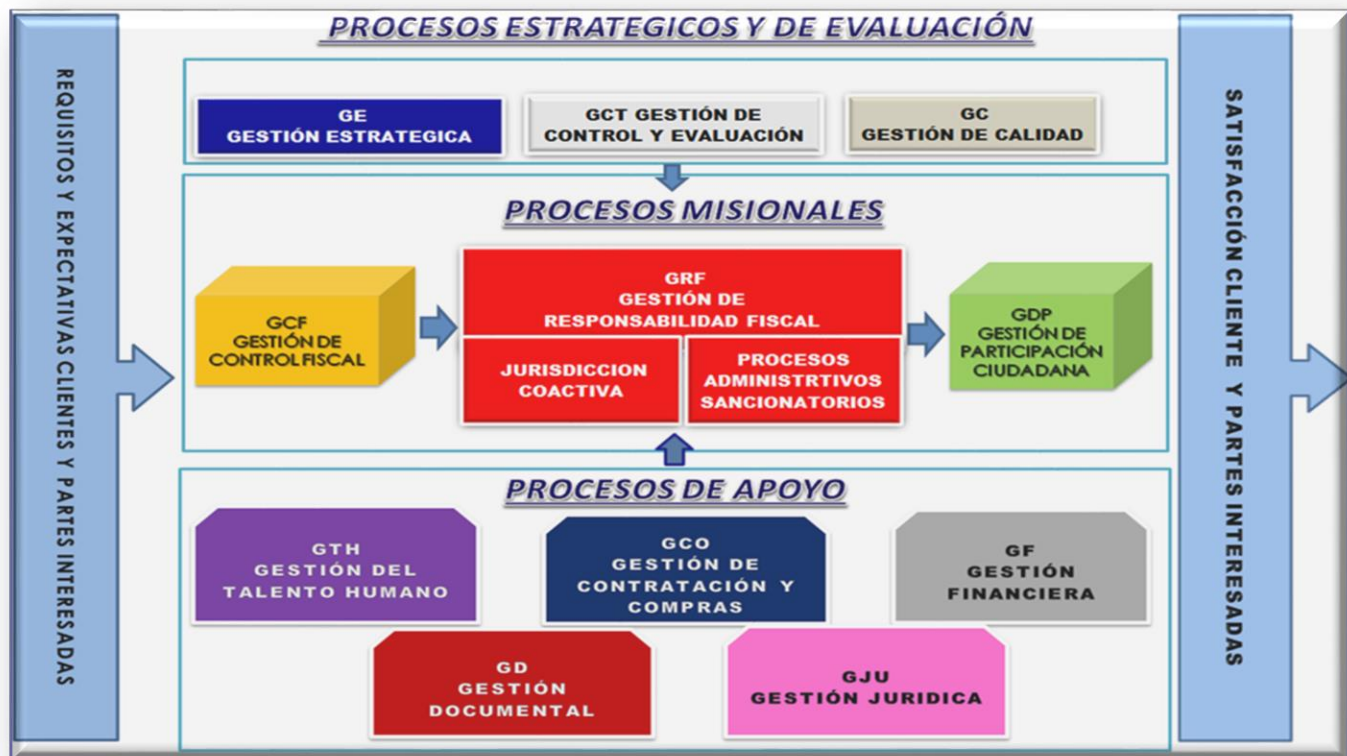 PROCESOS ESTRATEGICOS Y DE EVALUACIÓN
REQUISITOS Y EXPECTATIVAS CLIENTES Y PARTES INTERESADAS
GE
GESTIÓN ESTRATEGICA
GCT GESTIÓN DE
CONTROL Y EVALUACIÓN
GC
GESTIÓN DE CALIDAD
PROCESOS MISIONALES
GCF
GESTIÓN DE
CONTROL FISCAL
GRF
GESTIÓN DE
RESPONSABILIDAD FISCAL
JURISDICCION
COACTIVA
PROCESOS
ADMINISTRTIVOS
SANCIONATORIOS
GDP
GESTIÓN DE
PARTICIPACIÓN
CIUDADANA
PROCESOS DE APOYO
GTH
GESTIÓN DEL
TALENTO HUMANO
GCO
GESTIÓN DE
CONTRATACIÓN Y
COMPRAS
GF
GESTIÓN
FINANCIERA
GD
GESTIÓN
DOCUMENTAL
GJU
GESTIÓN JURIDICA
SATISFACCIÓN CLIENTE Y PARTES INTERESADAS